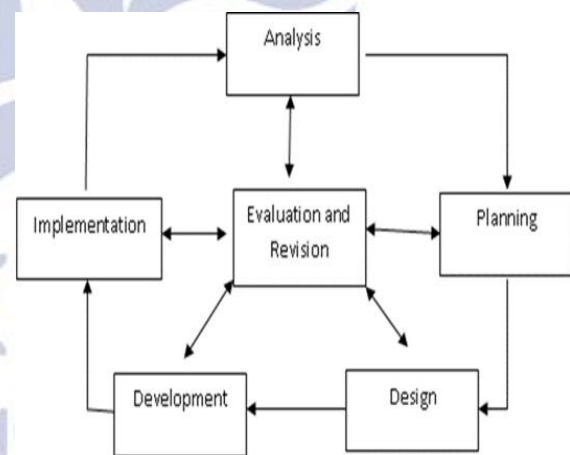 Analysis
Implementation
Evaluation and
Revision
Planning
Development
Design